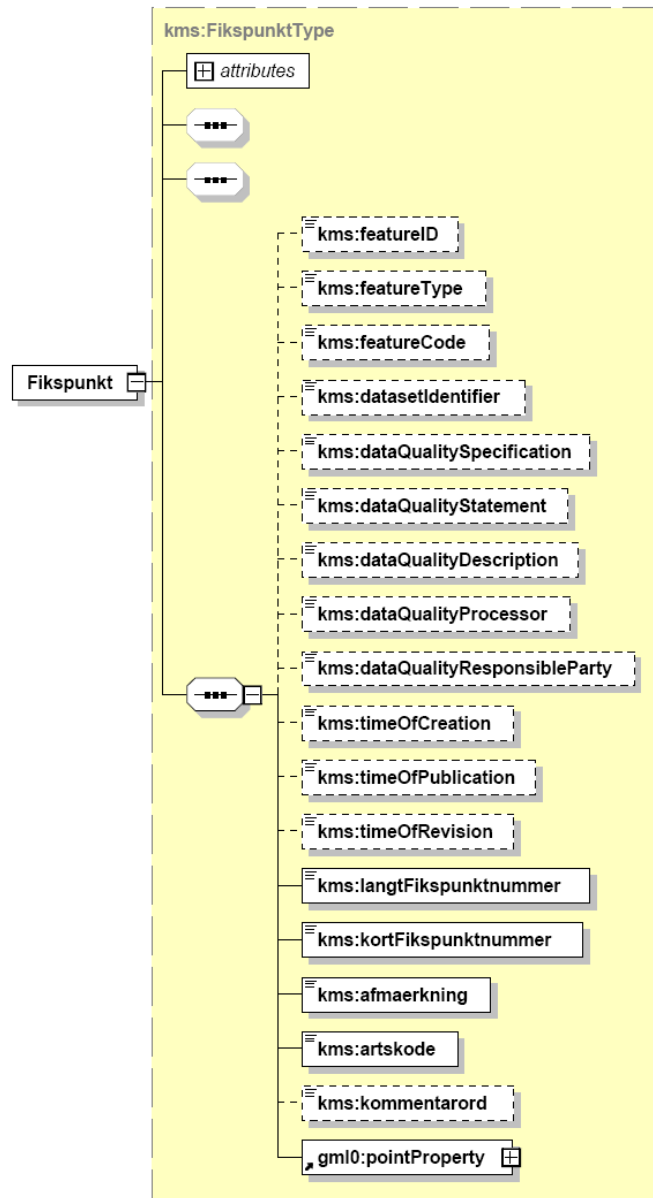 kms:FikspunktType
attributes
kms:featureID
kms:featureType
kms:featureCode
Fikspunkt
kms:datasetIdentifier
kms:dataQualitySpecification
kms:dataQualityStatement
kms:dataQualityDescription
kms:dataQualityProcessor
kms:dataQualityResponsibleParty
kms:timeOfCreation
kms:timeOfPublication
kms:timeOfRevision
kms:langtFikspunktnummer
kms:kortFikspunktnummer
kms:afmaerkning
kms:artskode
kms:kommentarord
gml0:pointProperty